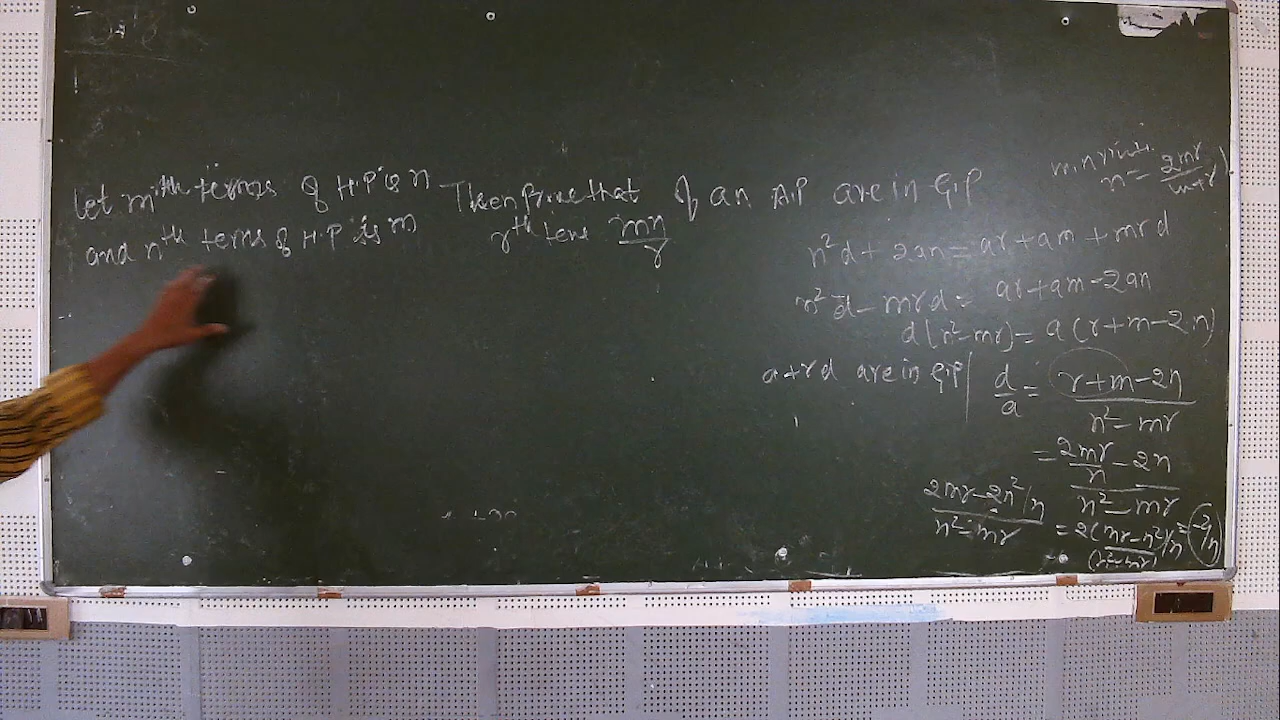 Let mth terms of H.P is n Then prove that of an A.P are in G.P
and nth terms of H.P is m rth term mn/r
m, n, r in
n = 2mr/m+r
n²d + 2an = ar + am + mrd
n²d - mrd = ar + am - 2an
d(n² - mr) = a(r + m - 2n)
a+rd are in G.P
d/a = r+m-2n/n²-mr
= 2mr/n - 2n/n²-mr
2mr-2n²/n/n²-mr = 2(mr-n²)/n/(n²-mr) = -2/n